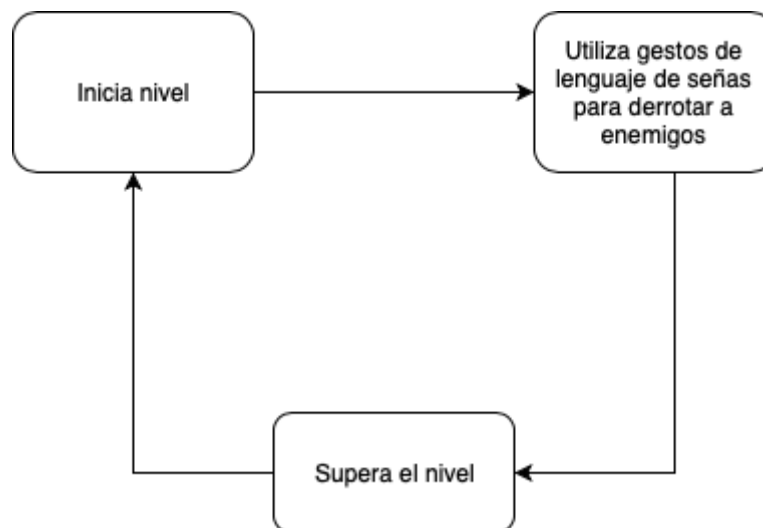 Inicia nivel
Utiliza gestos de
lenguaje de señas
para derrotar a
enemigos
Supera el nivel